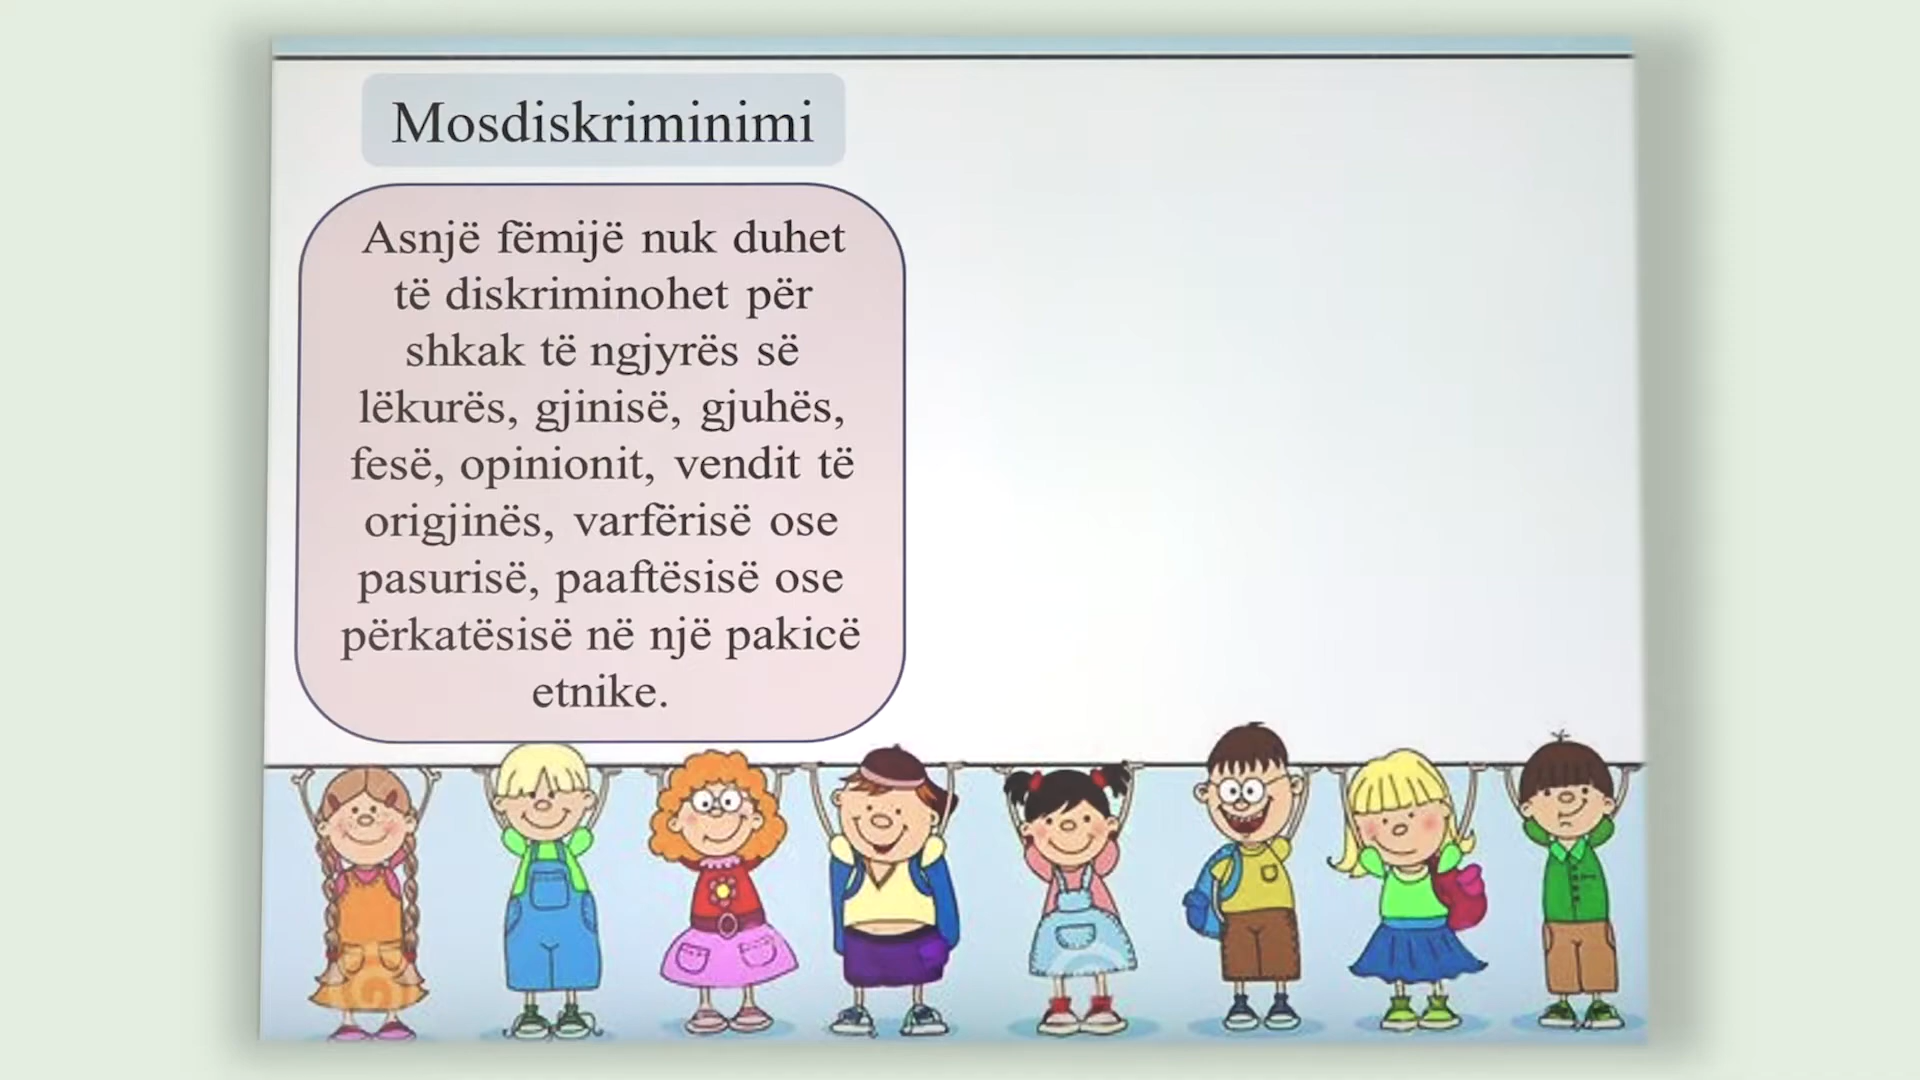 Mosdiskriminimi
Asnjë fëmijë nuk duhet
të diskriminohet për
shkak të ngjyrës së
lëkurës, gjinisë, gjuhës,
fesë, opinionit, vendit të
origjinës, varfërisë ose
pasurisë, paaftësisë ose
përkatësisë në një pakicë
etnike.